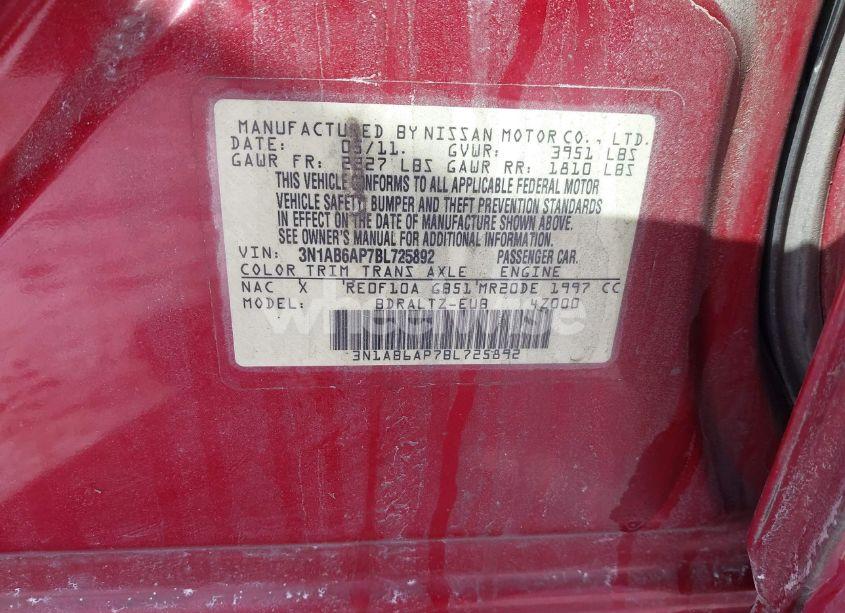 MANUFACTURED BY NISSAN MOTOR CO., LTD.
DATE: 03/11. GVWR: 3951 LBS
GAWR FR: 2227 LBS GAWR RR: 1810 LBS
THIS VEHICLE CONFORMS TO ALL APPLICABLE FEDERAL MOTOR
VEHICLE SAFETY, BUMPER AND THEFT PREVENTION STANDARDS
IN EFFECT ON THE DATE OF MANUFACTURE SHOWN ABOVE.
SEE OWNER'S MANUAL FOR ADDITIONAL INFORMATION.
VIN: 3N1AB6AP7BL725892 PASSENGER CAR.
COLOR TRIM TRANS AXLE ENGINE
NAC X RE0F10A GB51 MR20DE 1997 CC
MODEL: BDRALTZ-EUB 4Z000
wheelwise
3N1AB6AP7BL725892